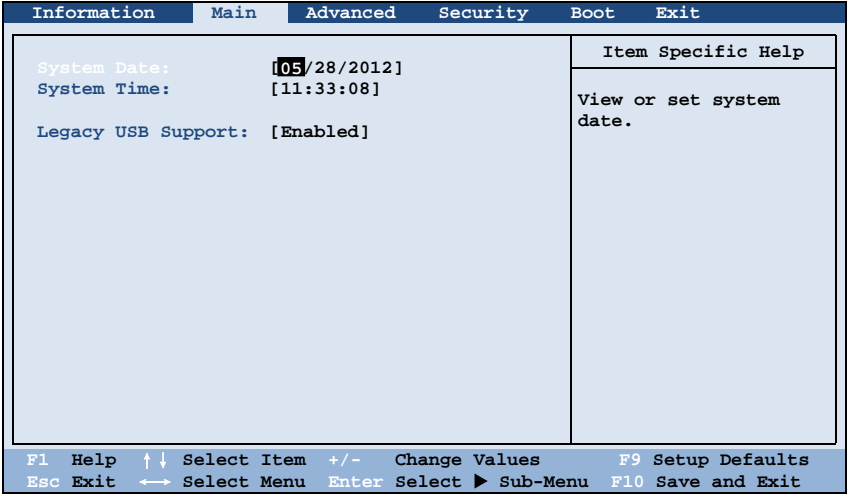 Information Main Advanced Security Boot Exit
System Date: [05/28/2012]
System Time: [11:33:08]
Legacy USB Support: [Enabled]
Item Specific Help
View or set system
date.
F1 Help ↑↓ Select Item +/- Change Values F9 Setup Defaults
Esc Exit ←→ Select Menu Enter Select ▶ Sub-Menu F10 Save and Exit